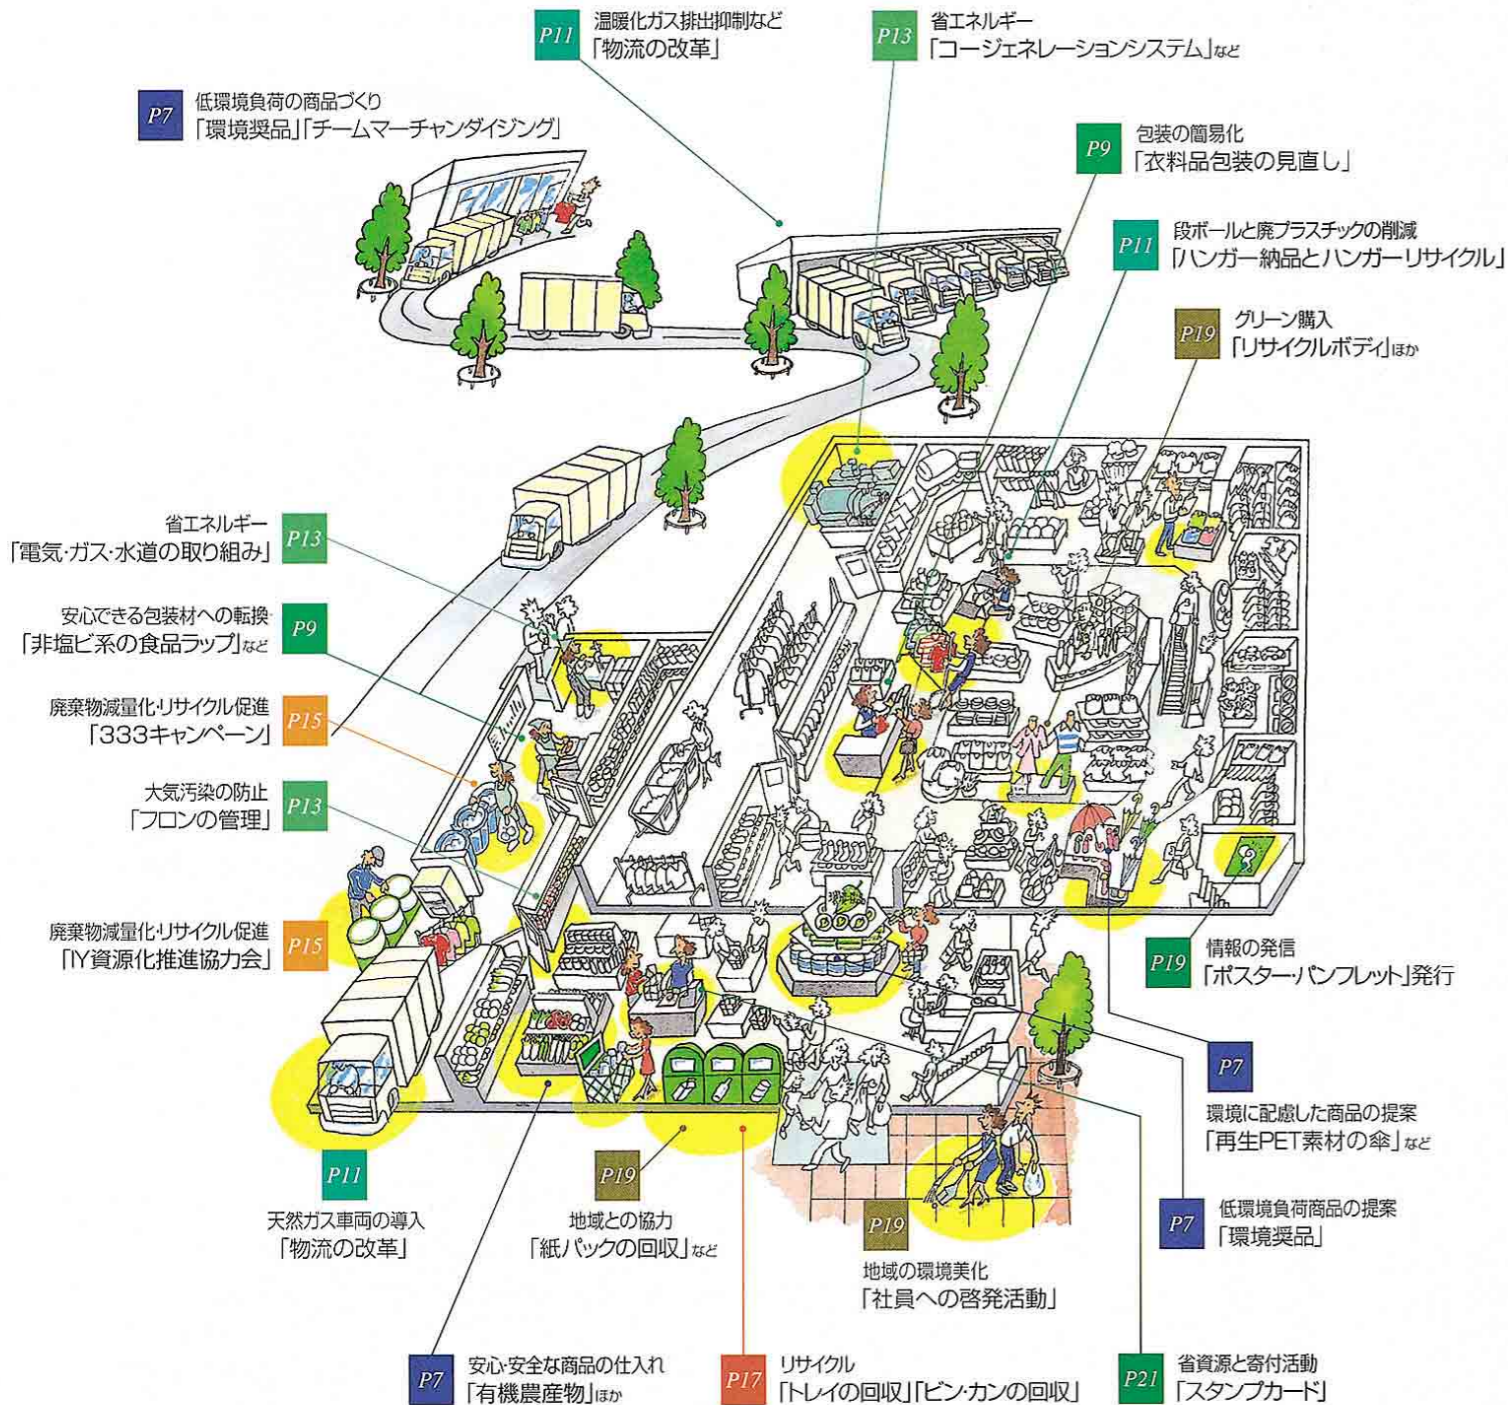 P11
温暖化ガス排出抑制など
「物流の改革」
P13
省エネルギー
「コージェネレーションシステム」など
P7
低環境負荷の商品づくり
「環境奨品」「チームマーチャンダイジング」
P9
包装の簡易化
「衣料品包装の見直し」
P11
段ボールと廃プラスチックの削減
「ハンガー納品とハンガーリサイクル」
P19
グリーン購入
「リサイクルボディ」ほか
省エネルギー
「電気・ガス・水道の取り組み」
P13
安心できる包装材への転換
「非塩ビ系の食品ラップ」など
P9
廃棄物減量化・リサイクル促進
「333キャンペーン」
P15
大気汚染の防止
「フロンの管理」
P13
廃棄物減量化・リサイクル促進
「IY資源化推進協力会」
P15
P19
情報の発信
「ポスター・パンフレット」発行
P7
環境に配慮した商品の提案
「再生PET素材の傘」など
P11
天然ガス車両の導入
「物流の改革」
P19
地域との協力
「紙パックの回収」など
P19
地域の環境美化
「社員への啓発活動」
P7
低環境負荷商品の提案
「環境奨品」
P7
安心・安全な商品の仕入れ
「有機農産物」ほか
P17
リサイクル
「トレイの回収」「ビン・カンの回収」
P21
省資源と寄付活動
「スタンプカード」